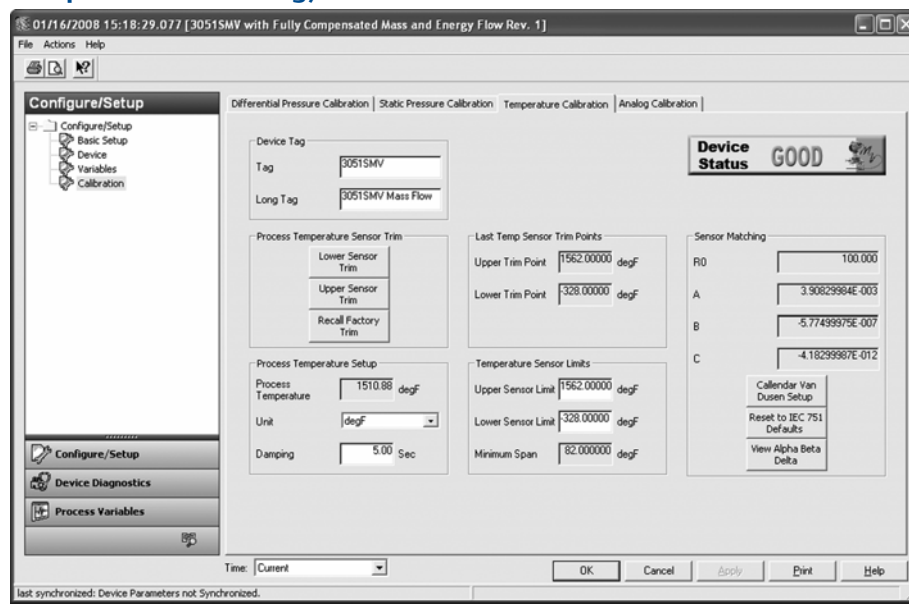 01/16/2008 15:18:29.077 [3051SMV with Fully Compensated Mass and Energy Flow Rev. 1]
File Actions Help
Configure/Setup
Configure/Setup
Basic Setup
Device
Variables
Calibration
Configure/Setup
Device Diagnostics
Process Variables
Differential Pressure Calibration Static Pressure Calibration Temperature Calibration Analog Calibration
Device Tag
Tag 3051SMV
Long Tag 3051SMV Mass Flow
Device Status GOOD
Process Temperature Sensor Trim
Lower Sensor Trim
Upper Sensor Trim
Recall Factory Trim
Last Temp Sensor Trim Points
Upper Trim Point 1562.00000 degF
Lower Trim Point -328.00000 degF
Sensor Matching
R0 100.000
A 3.90829984E-003
B -5.77499975E-007
C -4.18299987E-012
Callendar Van Dusen Setup
Reset to IEC 751 Defaults
View Alpha Beta Delta
Process Temperature Setup
Process Temperature 1510.88 degF
Unit degF
Damping 5.00 Sec
Temperature Sensor Limits
Upper Sensor Limit 1562.00000 degF
Lower Sensor Limit -328.00000 degF
Minimum Span 82.000000 degF
Time: Current
OK Cancel Apply Print Help
last synchronized: Device Parameters not Synchronized.